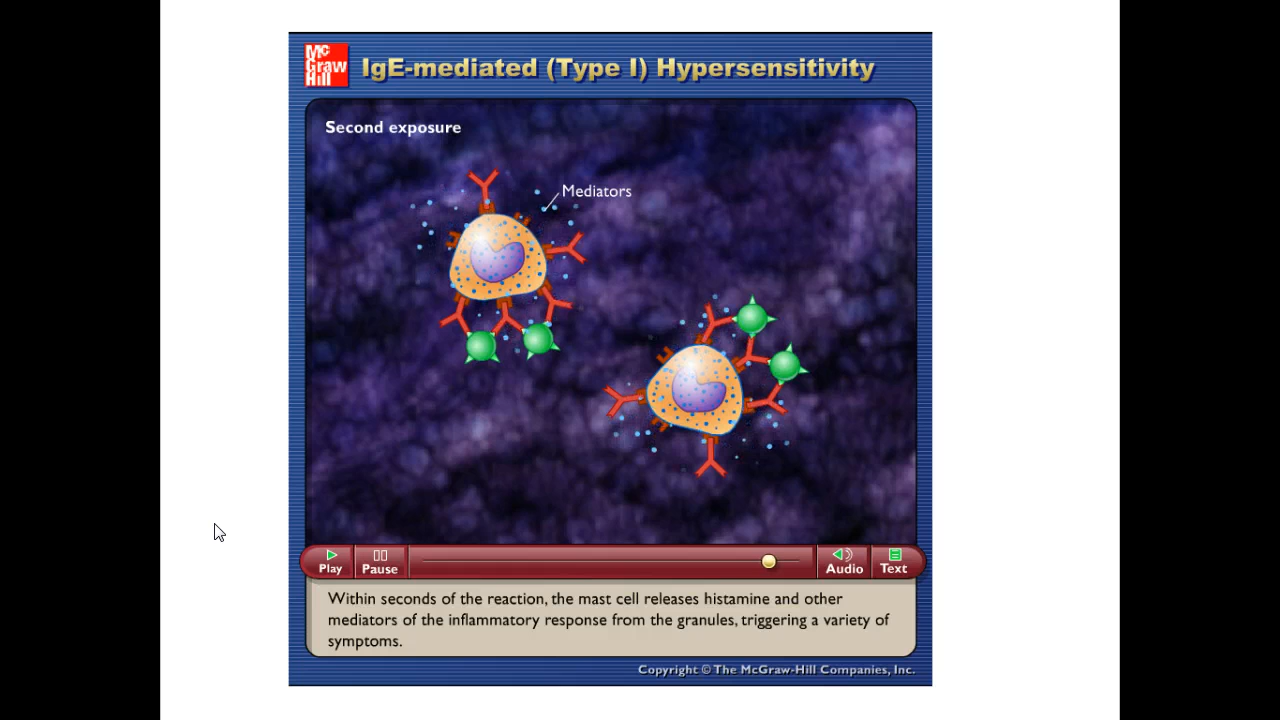 Mc
Graw
Hill
IgE-mediated (Type I) Hypersensitivity
Second exposure
Mediators
Play
Pause
Audio
Text
Within seconds of the reaction, the mast cell releases histamine and other
mediators of the inflammatory response from the granules, triggering a variety of
symptoms.
Copyright © The McGraw-Hill Companies, Inc.